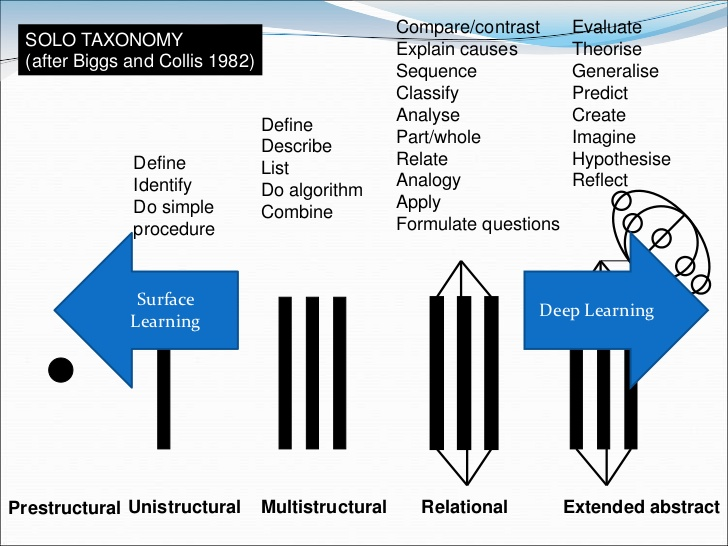 SOLO TAXONOMY
(after Biggs and Collis 1982)
Define
Identify
Do simple
procedure
Define
Describe
List
Do algorithm
Combine
Compare/contrast
Explain causes
Sequence
Classify
Analyse
Part/whole
Relate
Analogy
Apply
Formulate questions
Evaluate
Theorise
Generalise
Predict
Create
Imagine
Hypothesise
Reflect
Surface
Learning
Deep Learning
Prestructural
Unistructural
Multistructural
Relational
Extended abstract